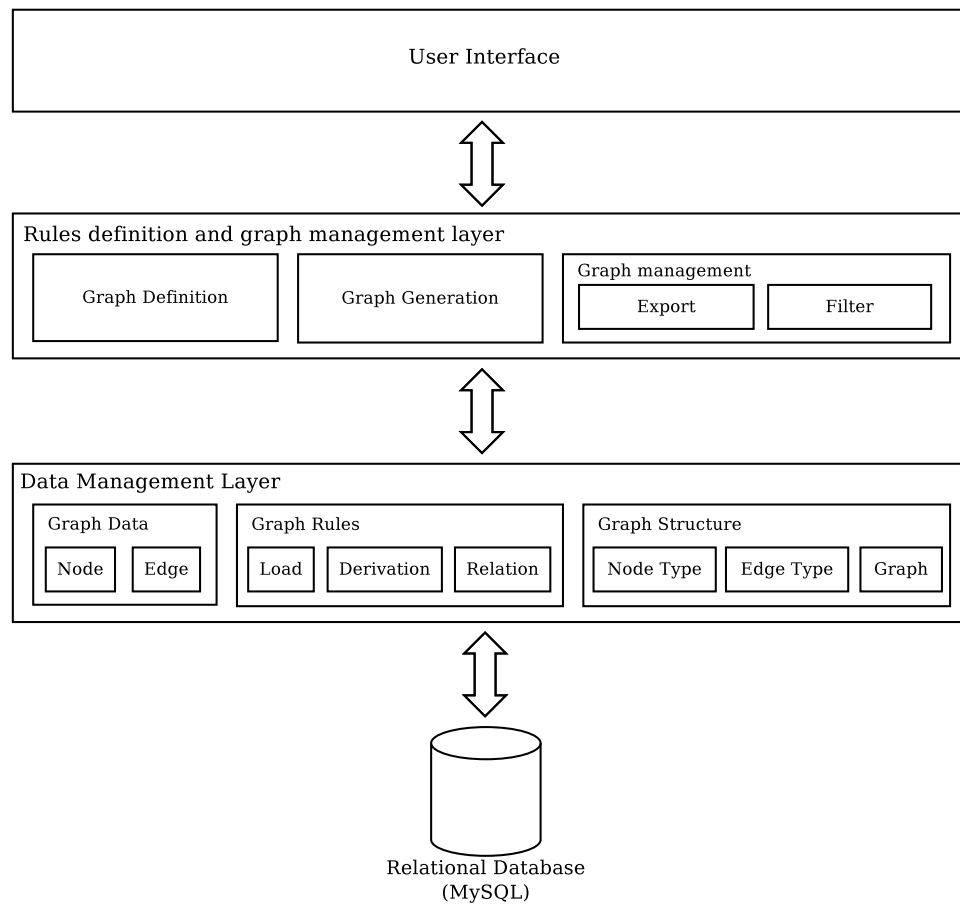 User Interface
Rules definition and graph management layer
Graph Definition
Graph Generation
Graph management
Export
Filter
Data Management Layer
Graph Data
Node
Edge
Graph Rules
Load
Derivation
Relation
Graph Structure
Node Type
Edge Type
Graph
Relational Database
(MySQL)